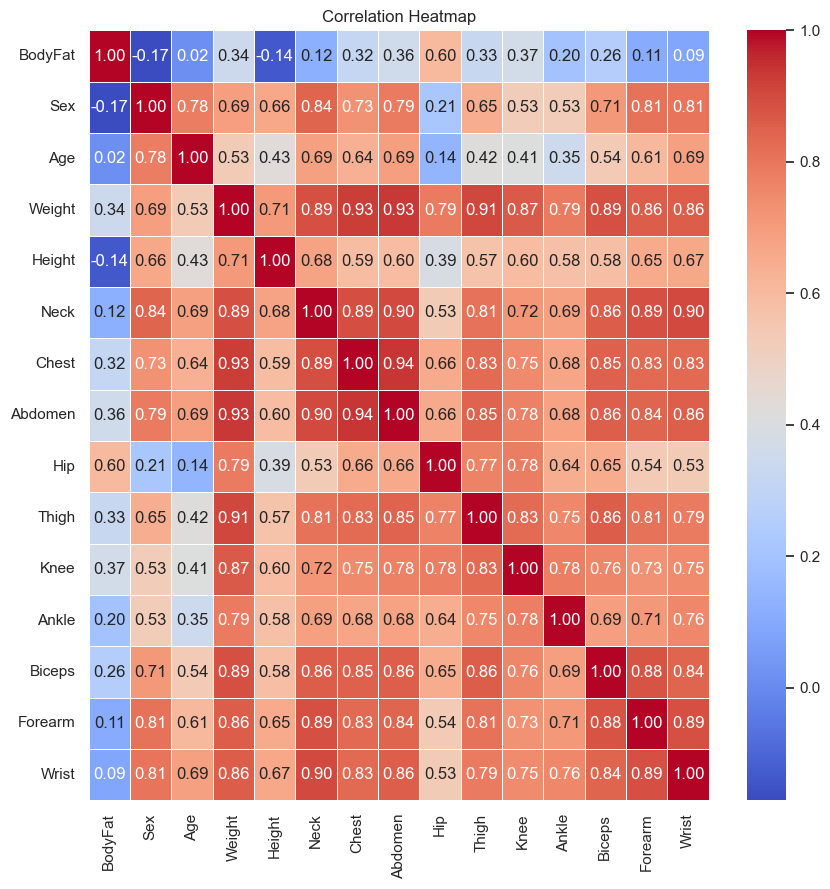 Correlation Heatmap
BodyFat 1.00 -0.17 0.02 0.34 -0.14 0.12 0.32 0.36 0.60 0.33 0.37 0.20 0.26 0.11 0.09
Sex -0.17 1.00 0.78 0.69 0.66 0.84 0.73 0.79 0.21 0.65 0.53 0.53 0.71 0.81 0.81
Age 0.02 0.78 1.00 0.53 0.43 0.69 0.64 0.69 0.14 0.42 0.41 0.35 0.54 0.61 0.69
Weight 0.34 0.69 0.53 1.00 0.71 0.89 0.93 0.93 0.79 0.91 0.87 0.79 0.89 0.86 0.86
Height -0.14 0.66 0.43 0.71 1.00 0.68 0.59 0.60 0.39 0.57 0.60 0.58 0.58 0.65 0.67
Neck 0.12 0.84 0.69 0.89 0.68 1.00 0.89 0.90 0.53 0.81 0.72 0.69 0.86 0.89 0.90
Chest 0.32 0.73 0.64 0.93 0.59 0.89 1.00 0.94 0.66 0.83 0.75 0.68 0.85 0.83 0.83
Abdomen 0.36 0.79 0.69 0.93 0.60 0.90 0.94 1.00 0.66 0.85 0.78 0.68 0.86 0.84 0.86
Hip 0.60 0.21 0.14 0.79 0.39 0.53 0.66 0.66 1.00 0.77 0.78 0.64 0.65 0.54 0.53
Thigh 0.33 0.65 0.42 0.91 0.57 0.81 0.83 0.85 0.77 1.00 0.83 0.75 0.86 0.81 0.79
Knee 0.37 0.53 0.41 0.87 0.60 0.72 0.75 0.78 0.78 0.83 1.00 0.78 0.76 0.73 0.75
Ankle 0.20 0.53 0.35 0.79 0.58 0.69 0.68 0.68 0.64 0.75 0.78 1.00 0.69 0.71 0.76
Biceps 0.26 0.71 0.54 0.89 0.58 0.86 0.85 0.86 0.65 0.86 0.76 0.69 1.00 0.88 0.84
Forearm 0.11 0.81 0.61 0.86 0.65 0.89 0.83 0.84 0.54 0.81 0.73 0.71 0.88 1.00 0.89
Wrist 0.09 0.81 0.69 0.86 0.67 0.90 0.83 0.86 0.53 0.79 0.75 0.76 0.84 0.89 1.00
BodyFat Sex Age Weight Height Neck Chest Abdomen Hip Thigh Knee Ankle Biceps Forearm Wrist
1.0
0.8
0.6
0.4
0.2
0.0